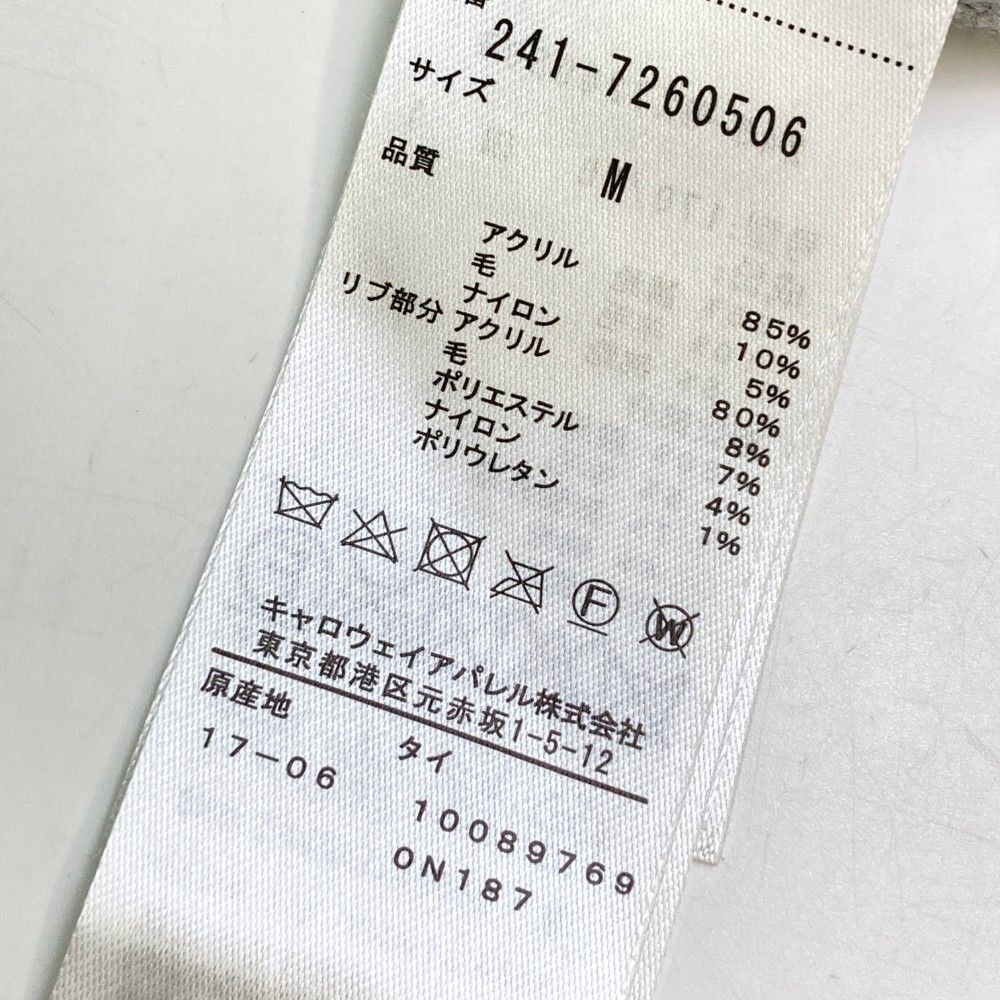 241-7260506
サイズ
M
品質
アクリル 85%
毛 10%
ナイロン 5%
リブ部分 アクリル 80%
毛 8%
ポリエステル 7%
ナイロン 4%
ポリウレタン 1%
F W
キャロウェイアパレル株式会社
東京都港区元赤坂1-5-12
原産地 タイ
17-06 10089769
0N187